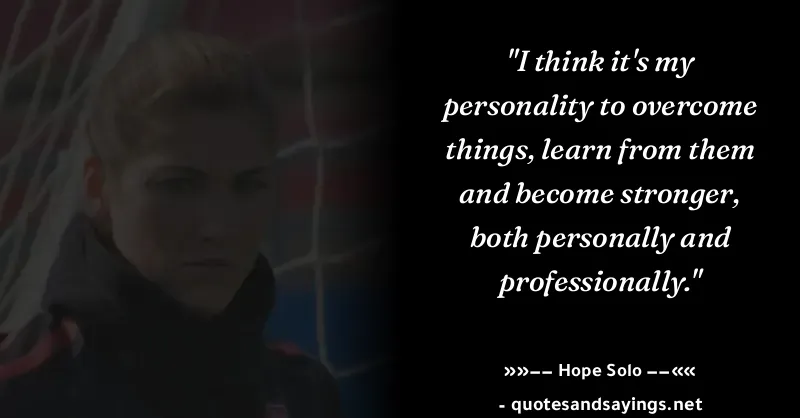 "I think it's my
personality to overcome
things, learn from them
and become stronger,
both personally and
professionally."
»»—— Hope Solo ——««
- quotesandsayings.net